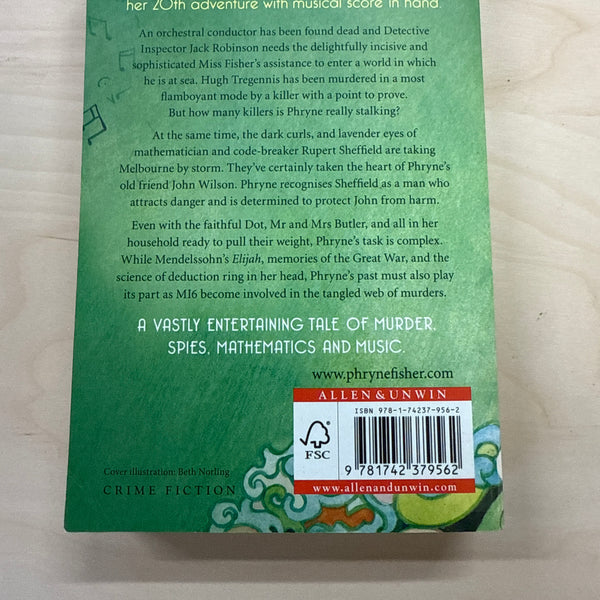 her 20th adventure with musical score in hand.
An orchestral conductor has been found dead and Detective
Inspector Jack Robinson needs the delightfully incisive and
sophisticated Miss Fisher's assistance to enter a world in which
he is at sea. Hugh Tregennis has been murdered in a most
flamboyant mode by a killer with a point to prove.
But how many killers is Phryne really stalking?
At the same time, the dark curls, and lavender eyes of
mathematician and code-breaker Rupert Sheffield are taking
Melbourne by storm. They've certainly taken the heart of Phryne's
old friend John Wilson. Phryne recognises Sheffield as a man who
attracts danger and is determined to protect John from harm.
Even with the faithful Dot, Mr and Mrs Butler, and all in her
household ready to pull their weight, Phryne's task is complex.
While Mendelssohn's Elijah, memories of the Great War, and the
science of deduction ring in her head, Phryne's past must also play
its part as MI6 become involved in the tangled web of murders.
A VASTLY ENTERTAINING TALE OF MURDER,
SPIES, MATHEMATICS AND MUSIC.
www.phrynefisher.com
ALLEN & UNWIN
ISBN 978-1-74237-956-2
FSC
9 781742 379562
www.allenandunwin.com
Cover illustration: Beth Norling
CRIME FICTION